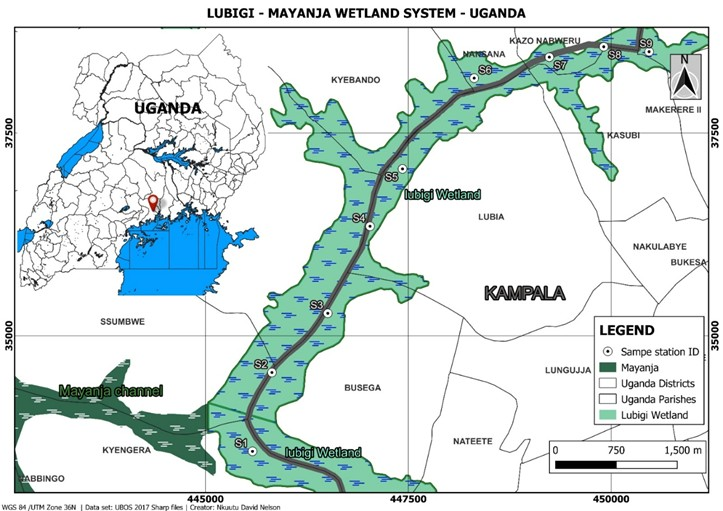 LUBIGI - MAYANJA WETLAND SYSTEM - UGANDA
KAZO NABWERU
NANSANA
S9
S8
S7
S6
N
KYEBANDO
UGANDA
MAKERERE II
37500
37500
KASUBI
S5
lubigi Wetland
LUBIA
S4
NAKULABYE
BUKESA
KAMPALA
S3
SSUMBWE
35000
35000
LEGEND
Sampe station ID
Mayanja
Uganda Districts
Uganda Parishes
Lubigi Wetland
S2
LUNGUJJA
Mayanja channel
BUSEGA
NATEETE
S1
lubigi Wetland
KYENGERA
0 750 1,500 m
445000 447500 450000
WGS 84 /UTM Zone 36N | Data set: UBOS 2017 Sharp files | Creator: Nkuutu David Nelson